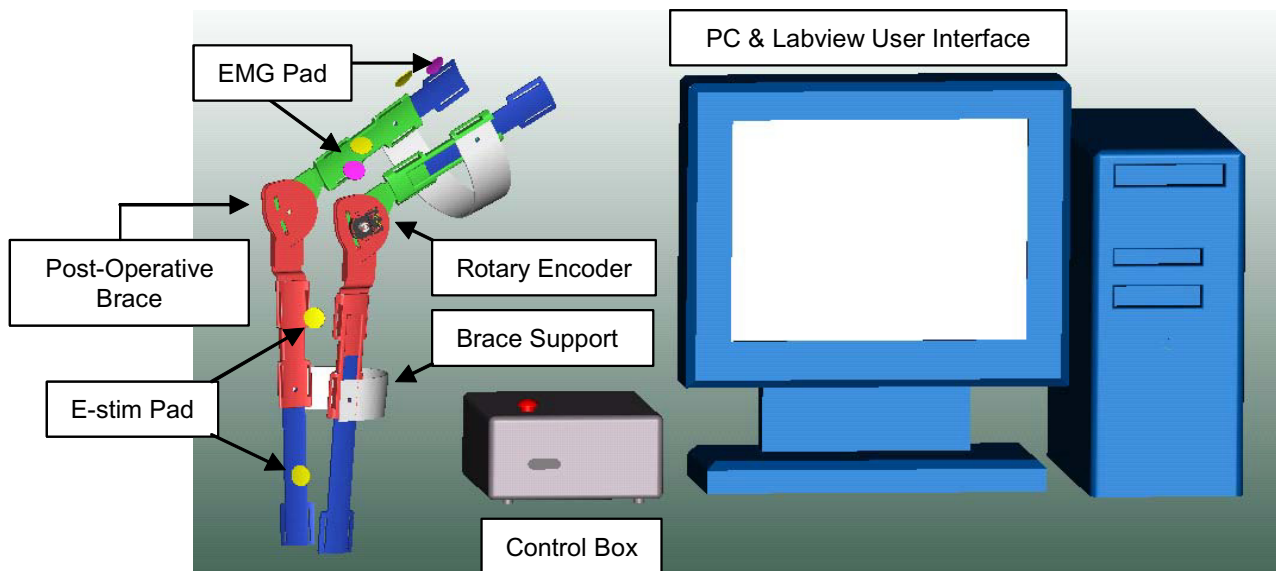 PC & Labview User Interface
EMG Pad
Post-Operative
Brace
Rotary Encoder
Brace Support
E-stim Pad
Control Box